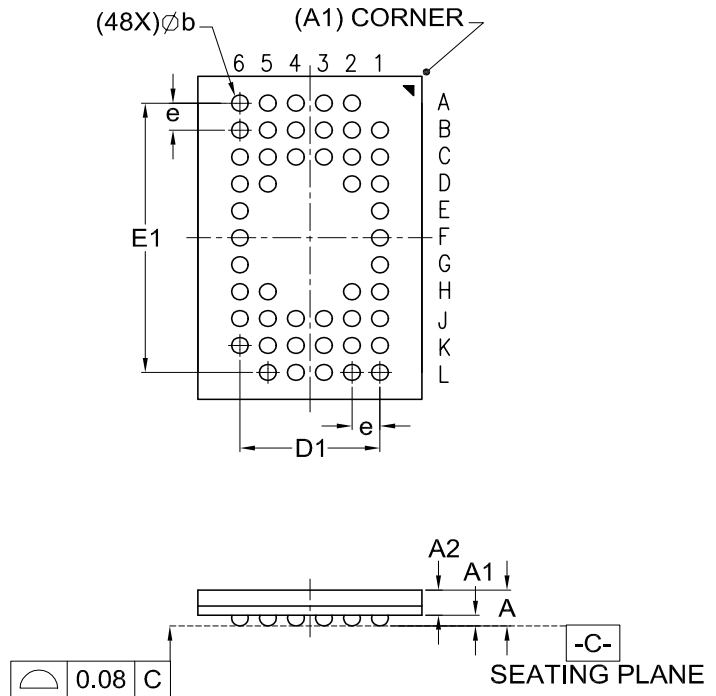 (48X)∅b
(A1) CORNER
6 5 4 3 2 1
A
e
B
C
D
E
E1
F
G
H
J
K
L
e
D1
A2
A1
A
-C-
0.08 C
SEATING PLANE